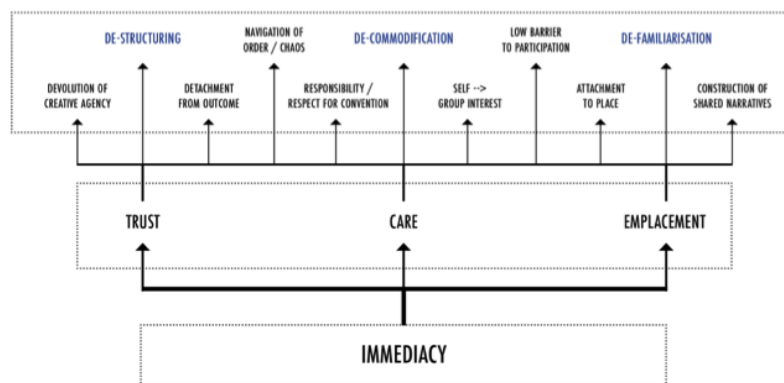 DE-STRUCTURING
NAVIGATION OF
ORDER / CHAOS
DE-COMMODIFICATION
LOW BARRIER
TO PARTICIPATION
DE-FAMILIARISATION
DEVOLUTION OF
CREATIVE AGENCY
DETACHMENT
FROM OUTCOME
RESPONSIBILITY /
RESPECT FOR CONVENTION
SELF -->
GROUP INTEREST
ATTACHMENT
TO PLACE
CONSTRUCTION OF
SHARED NARRATIVES
TRUST
CARE
EMPLACEMENT
IMMEDIACY